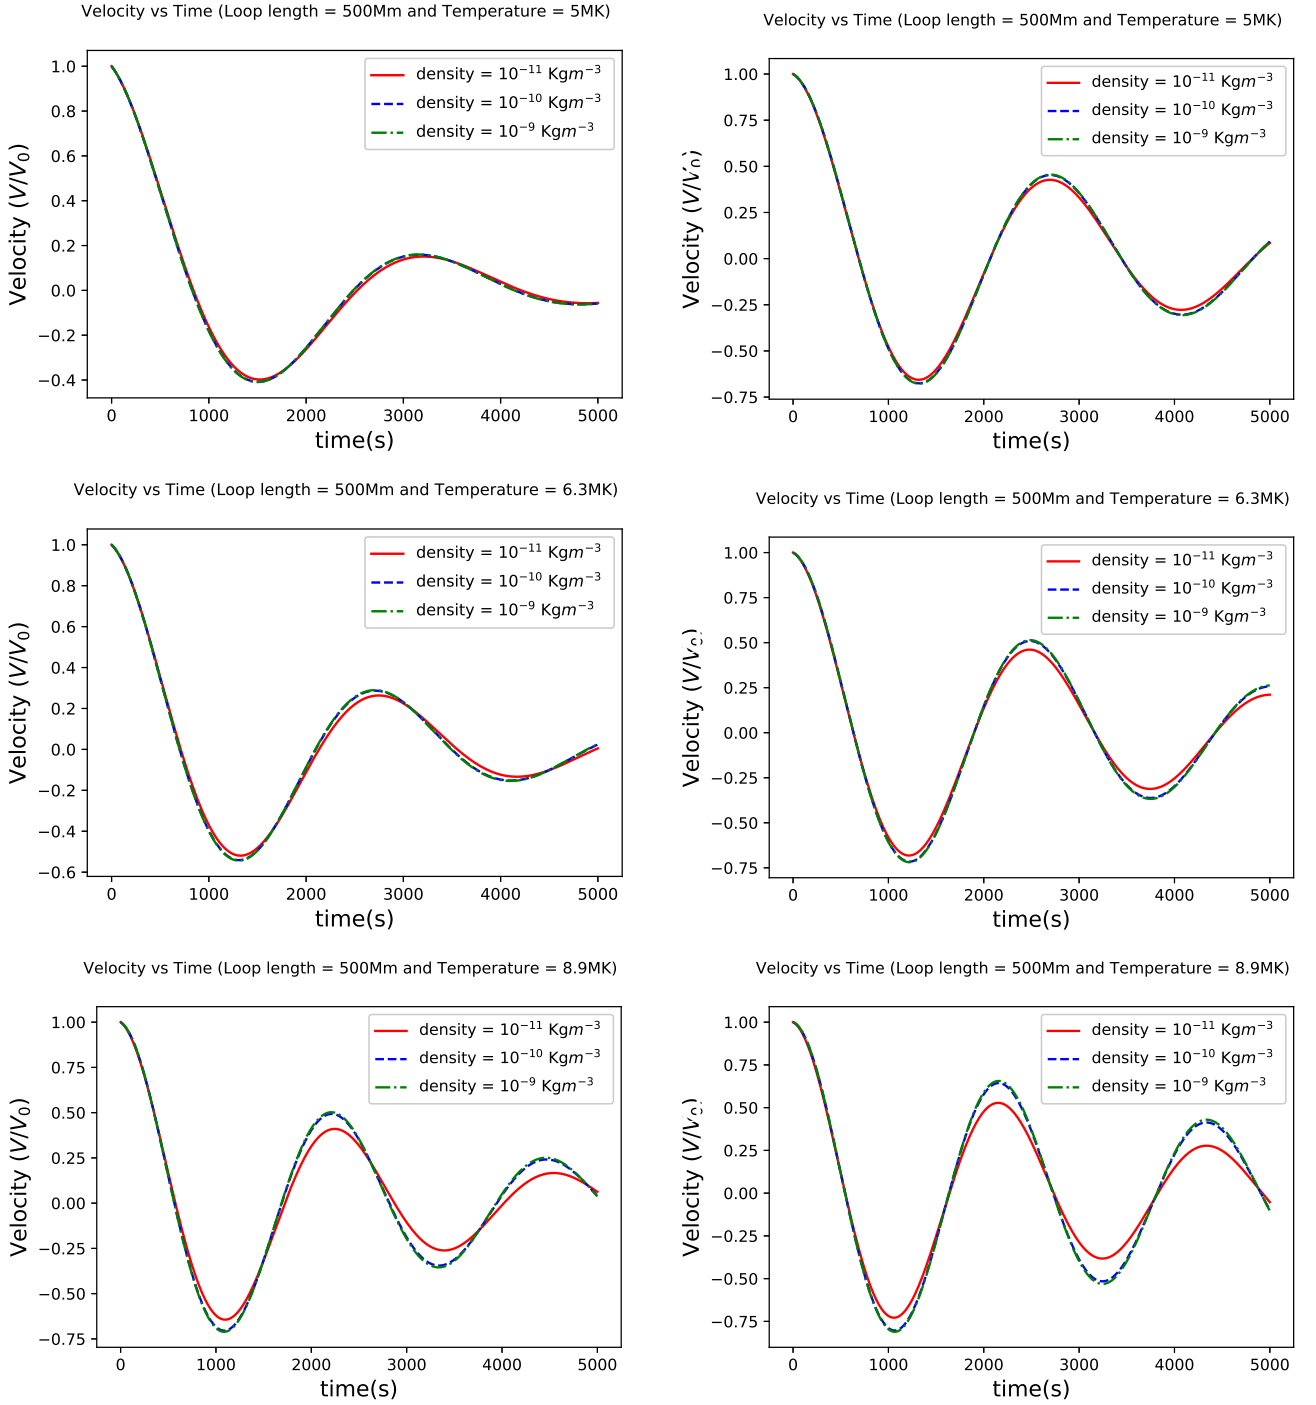 Velocity vs Time (Loop length = 500Mm and Temperature = 5MK)
1.0
0.8
0.6
0.4
0.2
0.0
−0.2
−0.4
Velocity (V/V₀)
density = 10⁻¹¹ Kgm⁻³
density = 10⁻¹⁰ Kgm⁻³
density = 10⁻⁹ Kgm⁻³
0 1000 2000 3000 4000 5000
time(s)
Velocity vs Time (Loop length = 500Mm and Temperature = 5MK)
1.00
0.75
0.50
0.25
0.00
−0.25
−0.50
−0.75
Velocity (V/V₀)
density = 10⁻¹¹ Kgm⁻³
density = 10⁻¹⁰ Kgm⁻³
density = 10⁻⁹ Kgm⁻³
0 1000 2000 3000 4000 5000
time(s)
Velocity vs Time (Loop length = 500Mm and Temperature = 6.3MK)
1.0
0.8
0.6
0.4
0.2
0.0
−0.2
−0.4
−0.6
Velocity (V/V₀)
density = 10⁻¹¹ Kgm⁻³
density = 10⁻¹⁰ Kgm⁻³
density = 10⁻⁹ Kgm⁻³
0 1000 2000 3000 4000 5000
time(s)
Velocity vs Time (Loop length = 500Mm and Temperature = 6.3MK)
1.00
0.75
0.50
0.25
0.00
−0.25
−0.50
−0.75
Velocity (V/V₀)
density = 10⁻¹¹ Kgm⁻³
density = 10⁻¹⁰ Kgm⁻³
density = 10⁻⁹ Kgm⁻³
0 1000 2000 3000 4000 5000
time(s)
Velocity vs Time (Loop length = 500Mm and Temperature = 8.9MK)
1.00
0.75
0.50
0.25
0.00
−0.25
−0.50
−0.75
Velocity (V/V₀)
density = 10⁻¹¹ Kgm⁻³
density = 10⁻¹⁰ Kgm⁻³
density = 10⁻⁹ Kgm⁻³
0 1000 2000 3000 4000 5000
time(s)
Velocity vs Time (Loop length = 500Mm and Temperature = 8.9MK)
1.00
0.75
0.50
0.25
0.00
−0.25
−0.50
−0.75
Velocity (V/V₀)
density = 10⁻¹¹ Kgm⁻³
density = 10⁻¹⁰ Kgm⁻³
density = 10⁻⁹ Kgm⁻³
0 1000 2000 3000 4000 5000
time(s)